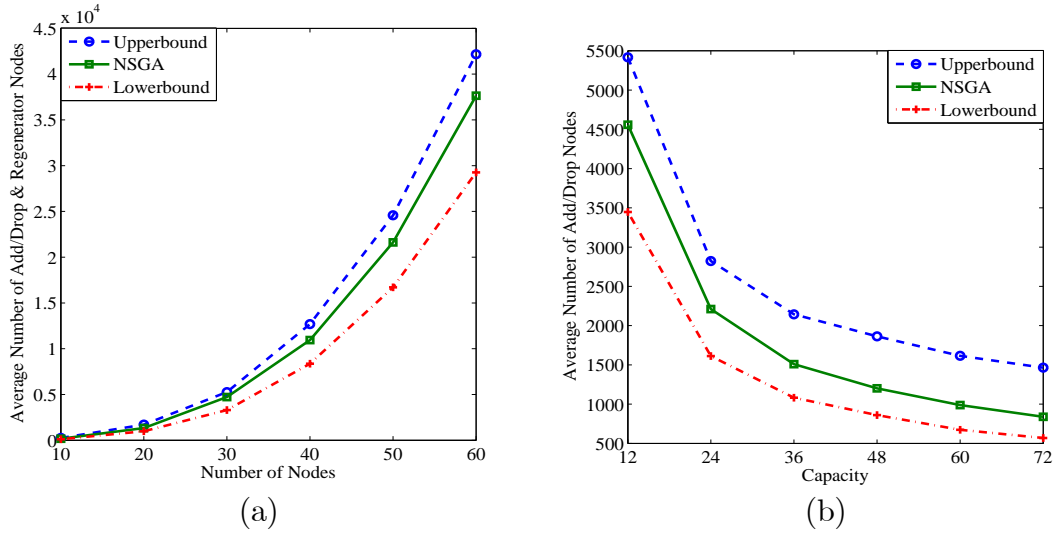 x 10⁴
4.5
4
3.5
3
2.5
2
1.5
1
0.5
0
10
20
30
40
50
60
Average Number of Add/Drop & Regenerator Nodes
Number of Nodes
Upperbound
NSGA
Lowerbound
(a)
5500
5000
4500
4000
3500
3000
2500
2000
1500
1000
500
12
24
36
48
60
72
Average Number of Add/Drop Nodes
Capacity
Upperbound
NSGA
Lowerbound
(b)